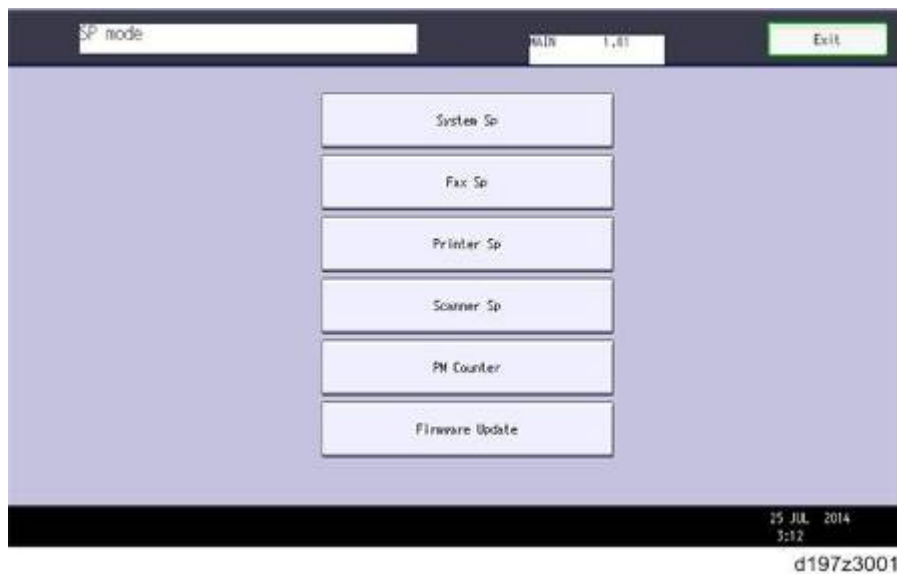 SP mode
MAIN 1.01
Exit
System Sp
Fax Sp
Printer Sp
Scanner Sp
PM Counter
Firmware Update
25 JUL 2014
3:12
d197z3001